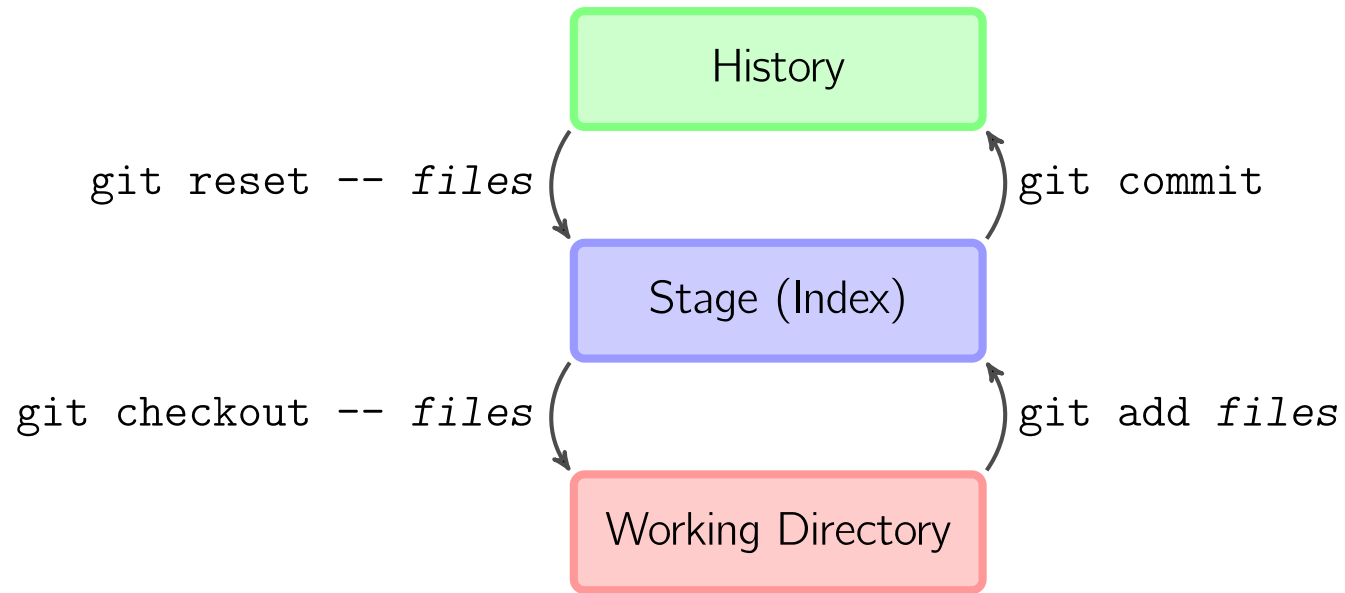 History
git reset -- files
git commit
Stage (Index)
git checkout -- files
git add files
Working Directory